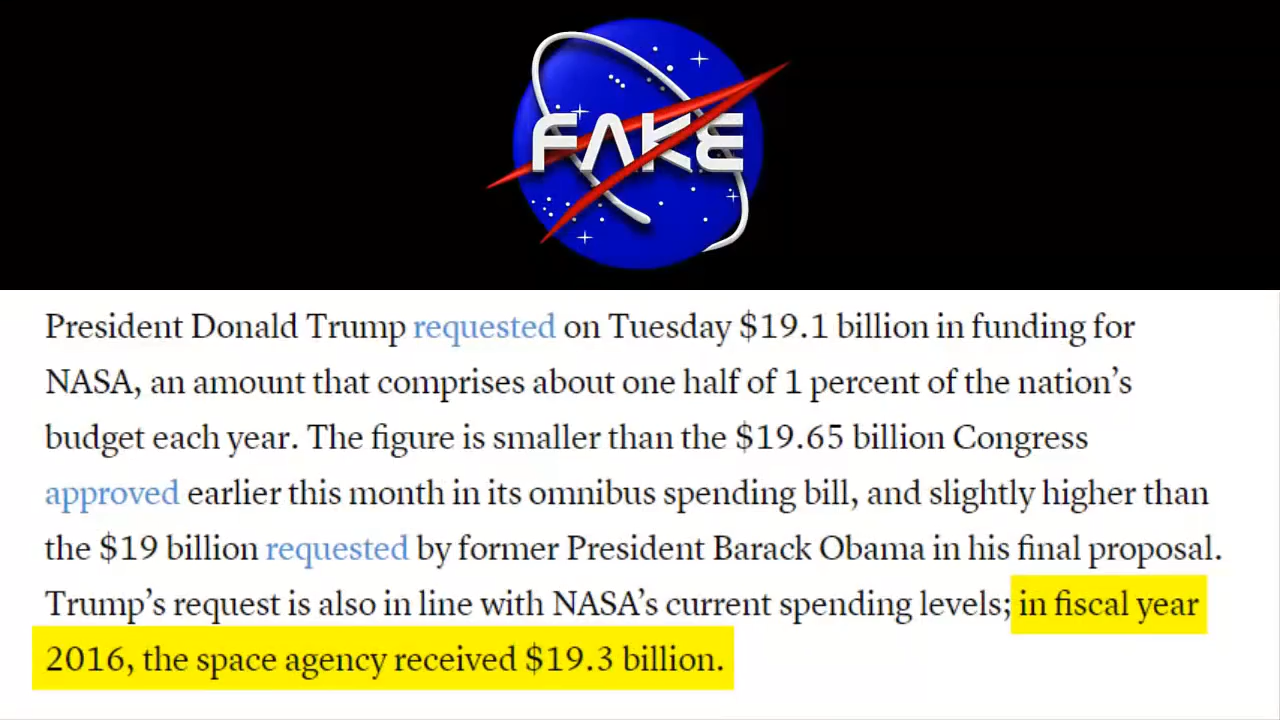 FAKE
President Donald Trump requested on Tuesday $19.1 billion in funding for
NASA, an amount that comprises about one half of 1 percent of the nation’s
budget each year. The figure is smaller than the $19.65 billion Congress
approved earlier this month in its omnibus spending bill, and slightly higher than
the $19 billion requested by former President Barack Obama in his final proposal.
Trump’s request is also in line with NASA’s current spending levels; in fiscal year
2016, the space agency received $19.3 billion.